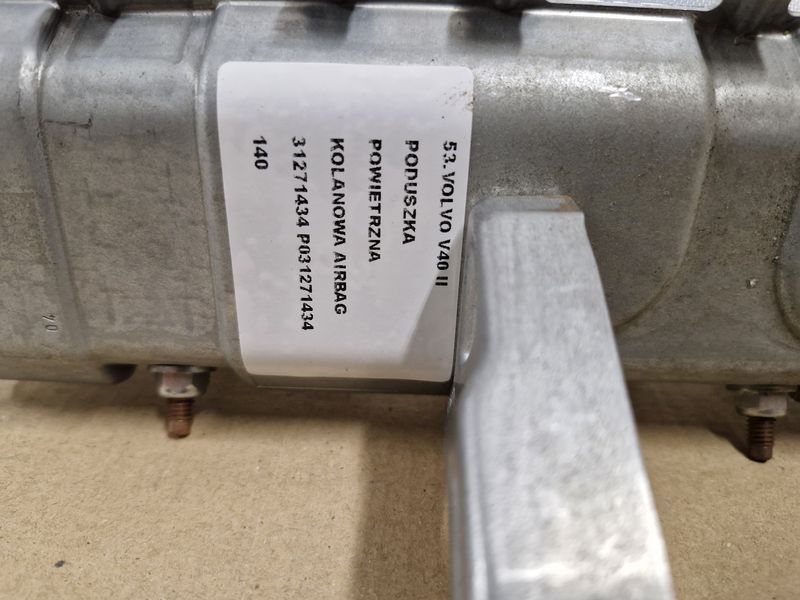 53. VOLVO V40 II
PODUSZKA
POWIETRZNA
KOLANOWA AIRBAG
31271434 P031271434
140